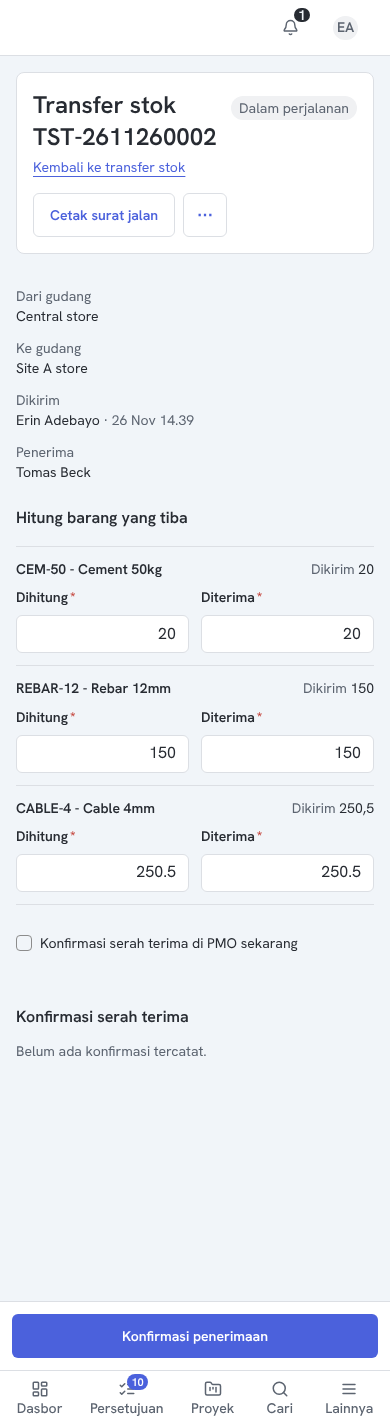 1
EA
Transfer stok
TST-2611260002
Dalam perjalanan
Kembali ke transfer stok
Cetak surat jalan
...
Dari gudang
Central store
Ke gudang
Site A store
Dikirim
Erin Adebayo · 26 Nov 14.39
Penerima
Tomas Beck
Hitung barang yang tiba
CEM-50 - Cement 50kg Dikirim 20
Dihitung* Diterima*
20 20
REBAR-12 - Rebar 12mm Dikirim 150
Dihitung* Diterima*
150 150
CABLE-4 - Cable 4mm Dikirim 250,5
Dihitung* Diterima*
250.5 250.5
Konfirmasi serah terima di PMO sekarang
Konfirmasi serah terima
Belum ada konfirmasi tercatat.
Konfirmasi penerimaan
10
Dasbor Persetujuan Proyek Cari Lainnya